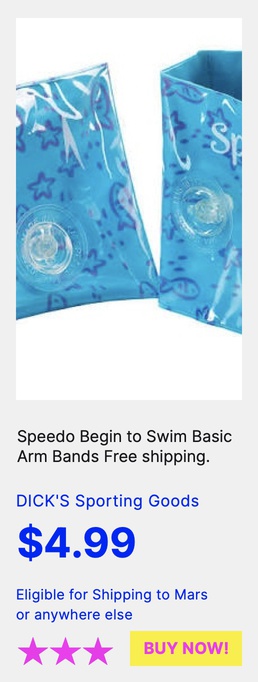 Sp
Speedo Begin to Swim Basic
Arm Bands Free shipping.
DICK'S Sporting Goods
$4.99
Eligible for Shipping to Mars
or anywhere else
BUY NOW!